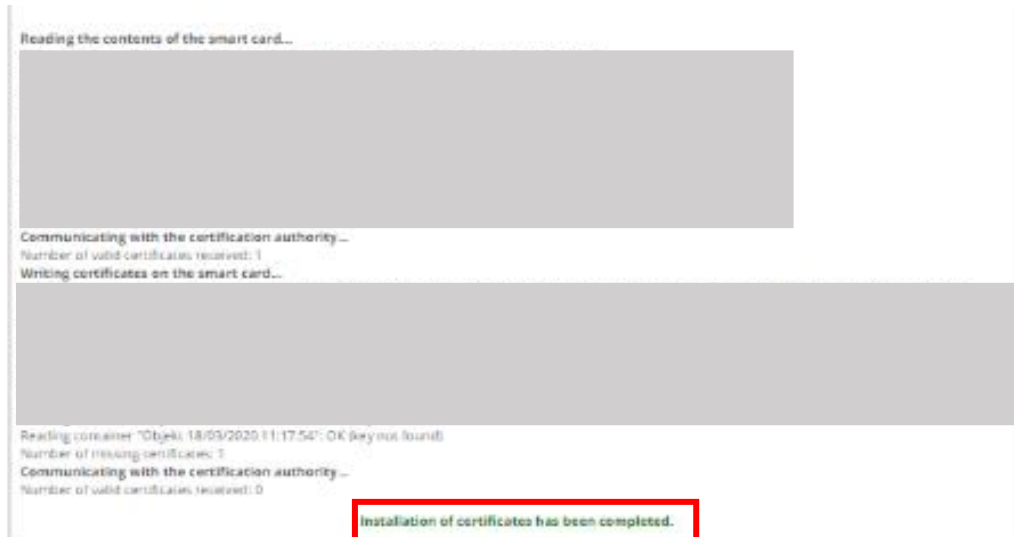 Reading the contents of the smart card...
Communicating with the certification authority...
Number of valid certificates received: 1
Writing certificates on the smart card...
Reading container "Objekt 18/03/2020 11:17:54": OK (key not found)
Number of missing certificates: 1
Communicating with the certification authority...
Number of valid certificates received: 0
Installation of certificates has been completed.